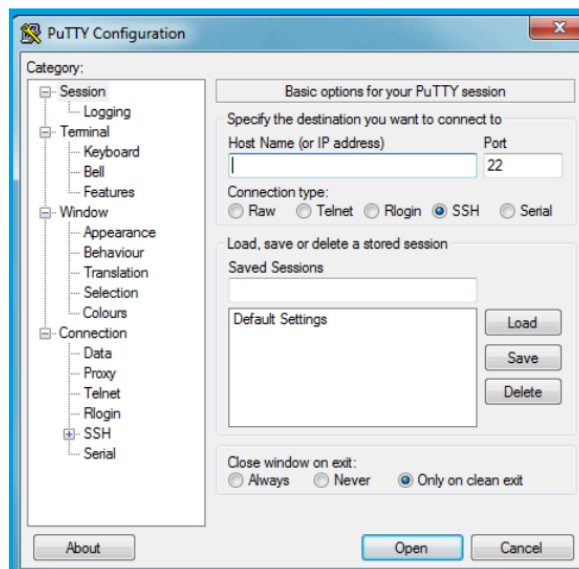 PuTTY Configuration
Category:
Session
Logging
Terminal
Keyboard
Bell
Features
Window
Appearance
Behaviour
Translation
Selection
Colours
Connection
Data
Proxy
Telnet
Rlogin
SSH
Serial
Basic options for your PuTTY session
Specify the destination you want to connect to
Host Name (or IP address) Port
22
Connection type:
Raw Telnet Rlogin SSH Serial
Load, save or delete a stored session
Saved Sessions
Default Settings
Load
Save
Delete
Close window on exit:
Always Never Only on clean exit
About Open Cancel